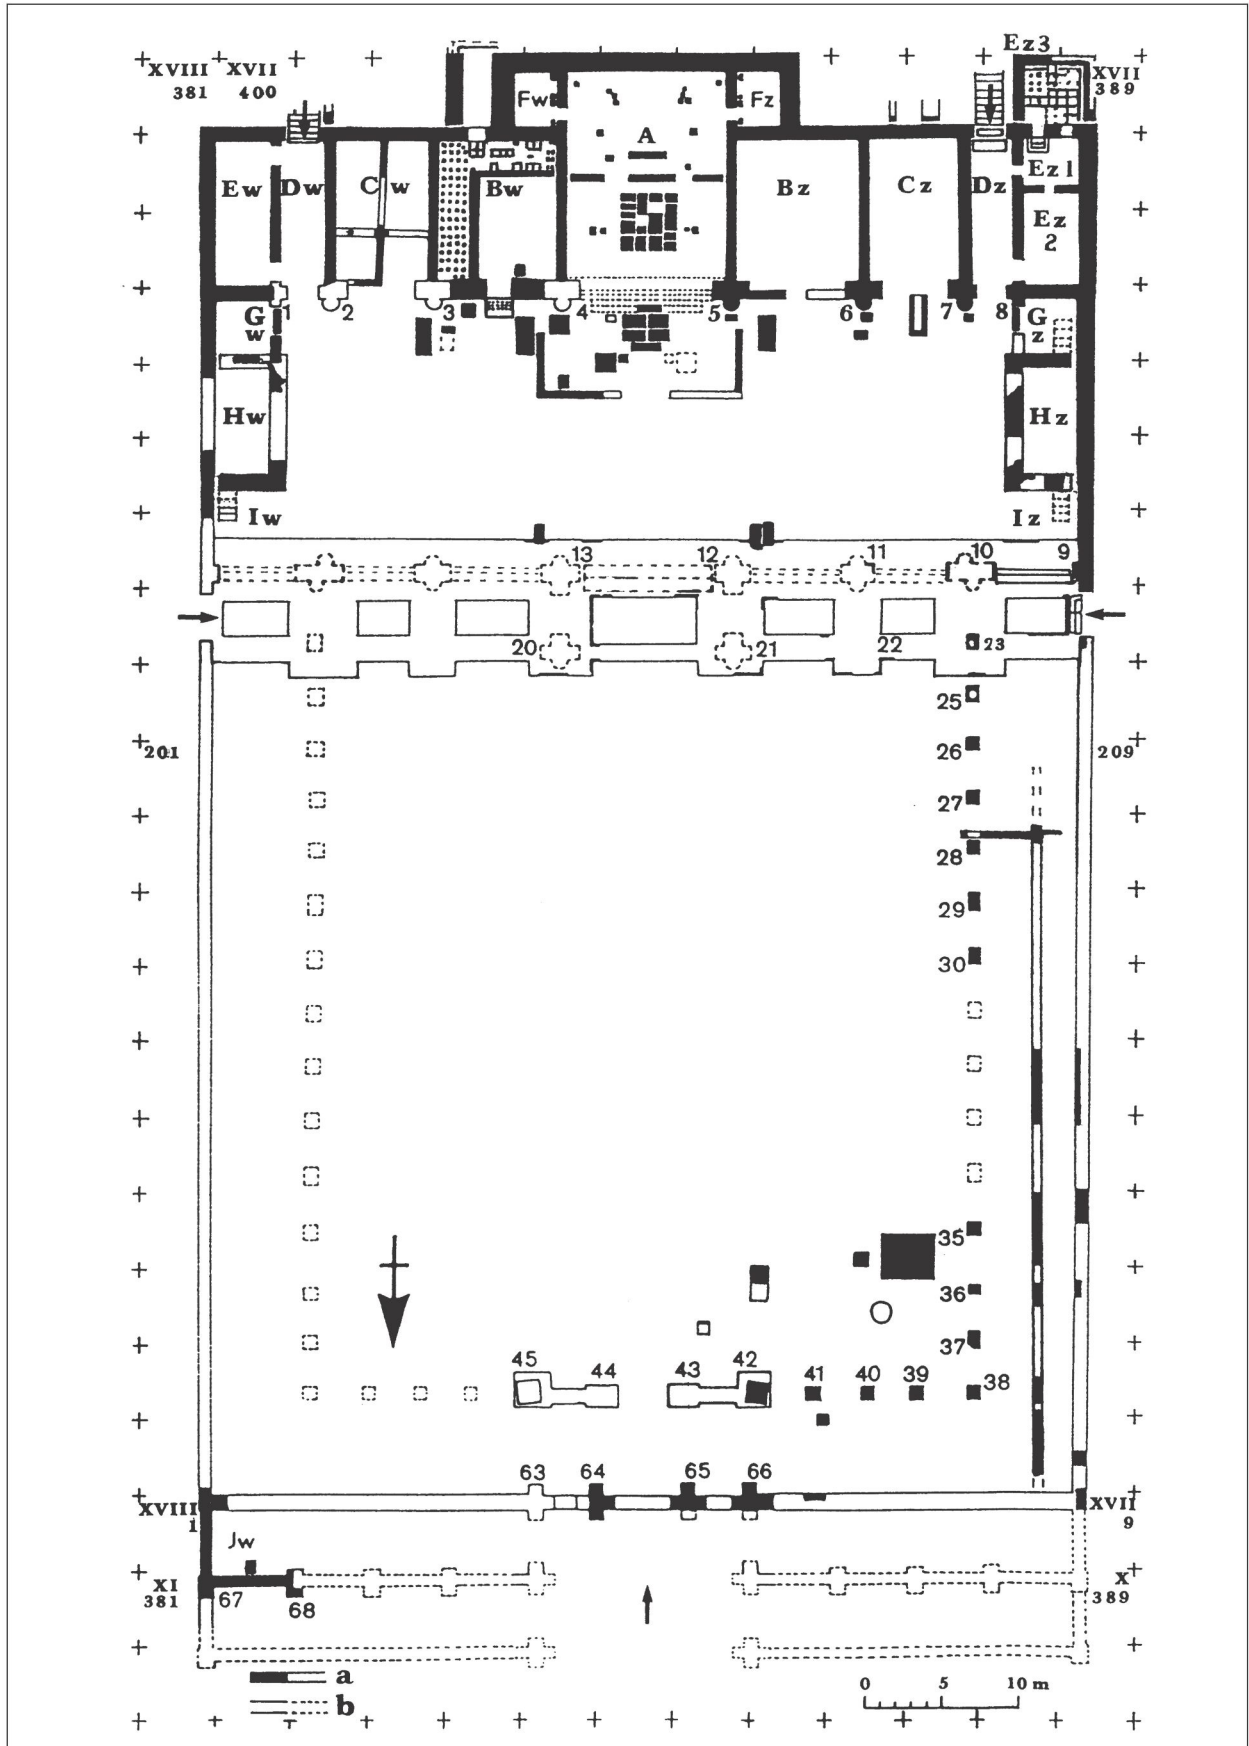 Ez3
XVIII XVII
381 400
XVII
389
Fw A Fz
Ew Dw C w Bw Bz Cz Dz Ez1
Ez
2
1 2 3 4 5 6 7 8
G
w
G
z
Hw Hz
Iw Iz
13 12 11 10 9
20 21 22 23
25
201 26 209
27
28
29
30
35
36
37
45 44 43 42 41 40 39 38
63 64 65 66
XVIII
1
XVII
9
Jw
XI
381
67 68
X
389
a
b
0 5 10 m